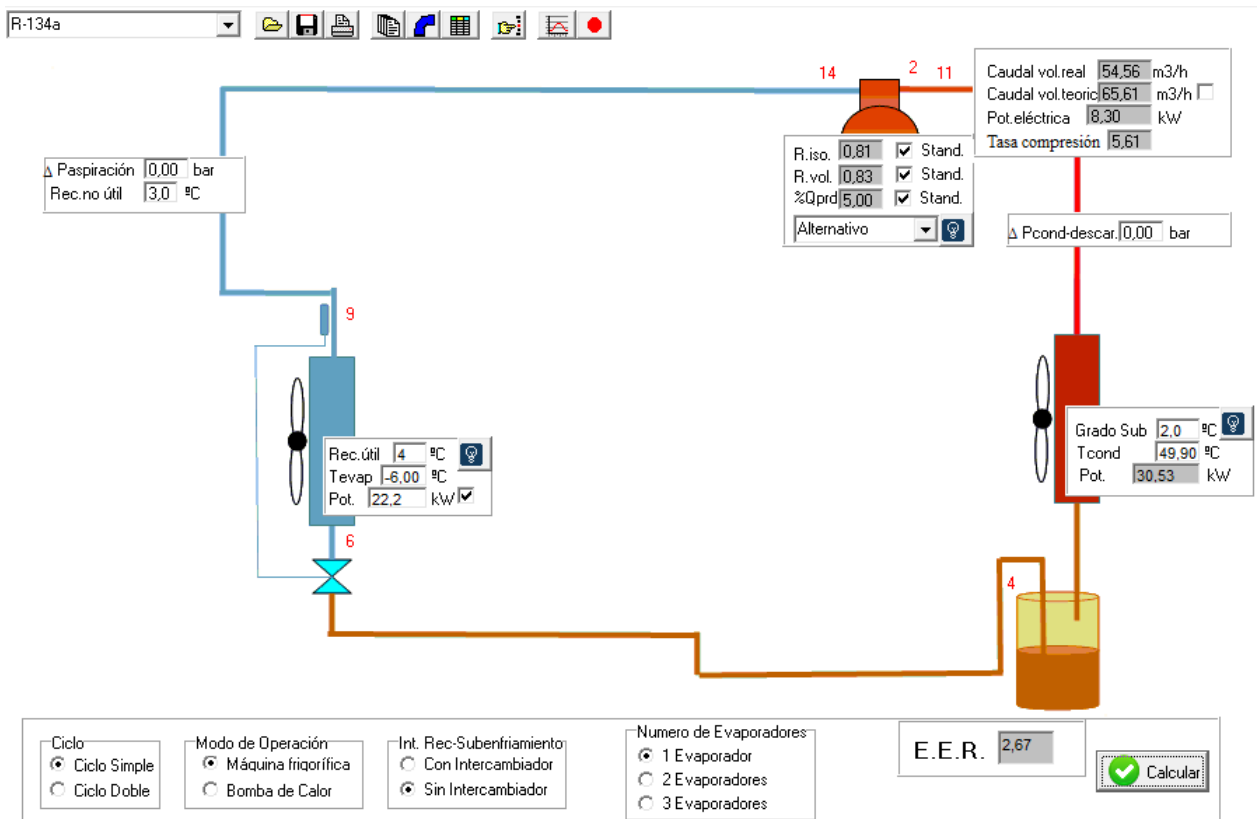 R-134a
14
2
11
Caudal vol.real 54,56 m3/h
Caudal vol.teoric 65,61 m3/h
Pot.eléctrica 8,30 kW
Tasa compresión 5,61
Δ Paspiración 0,00 bar
Rec.no útil 3,0 ºC
R.iso. 0,81 Stand.
R.vol. 0,83 Stand.
%Qprd 5,00 Stand.
Alternativo
Δ Pcond-descar. 0,00 bar
9
Rec.útil 4 ºC
Tevap -6,00 ºC
Pot. 22,2 kW
Grado Sub 2,0 ºC
Tcond 49,90 ºC
Pot. 30,53 kW
6
4
Ciclo
Ciclo Simple
Ciclo Doble
Modo de Operación
Máquina frigorífica
Bomba de Calor
Int. Rec-Subenfriamiento
Con Intercambiador
Sin Intercambiador
Numero de Evaporadores
1 Evaporador
2 Evaporadores
3 Evaporadores
E.E.R. 2,67
Calcular